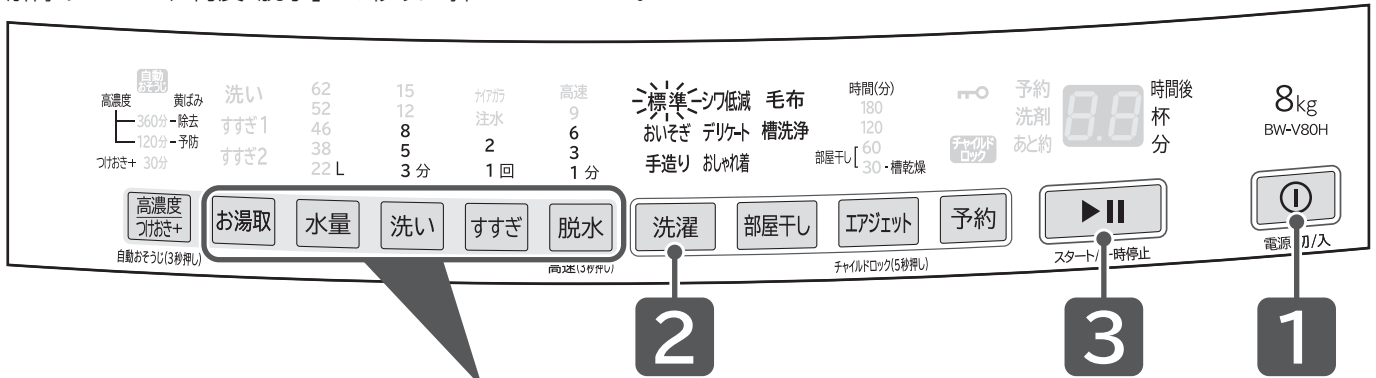 自動
おそうじ
高濃度 黄ばみ
360分 - 除去
120分 - 予防
つけおき+ 30分
洗い
すすぎ1
すすぎ2
62
52
46
38
22 L
15
12
8
5
3 分
ナイアガラ
注水
2
1 回
高速
9
6
3
1 分
標準 シワ低減 毛布
おいそぎ デリケート 槽洗浄
手造り おしゃれ着
時間(分)
180
120
部屋干し[ 60
30 - 槽乾燥
チャイルド
ロック
予約
洗剤
あと約
8.8
時間後
杯
分
8kg
BW-V80H
高濃度
つけおき+
お湯取
水量
洗い
すすぎ
脱水
洗濯
部屋干し
エアジェット
予約
自動おそうじ(3秒押し)
高速(3秒押し)
チャイルドロック(5秒押し)
スタート/一時停止
電源 切/入
2
3
1